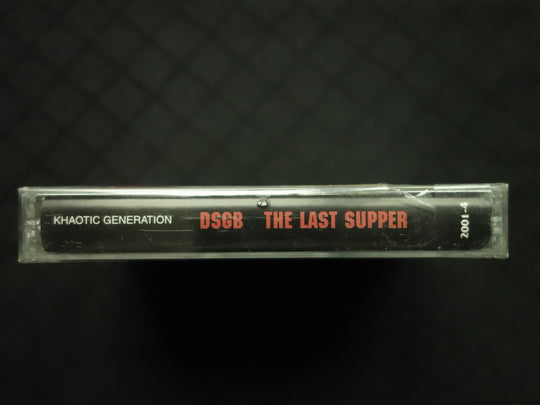 KHAOTIC GENERATION DSGB THE LAST SUPPER 2001-4